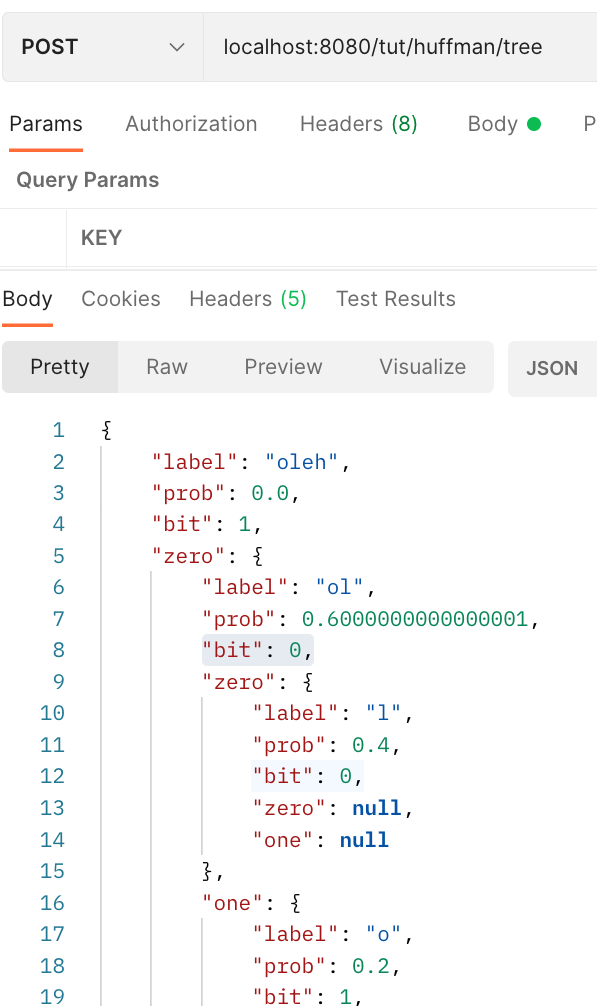 POST localhost:8080/tut/huffman/tree
Params Authorization Headers (8) Body P
Query Params
KEY
Body Cookies Headers (5) Test Results
Pretty Raw Preview Visualize JSON
1 {
2 "label": "oleh",
3 "prob": 0.0,
4 "bit": 1,
5 "zero": {
6 "label": "ol",
7 "prob": 0.6000000000000001,
8 "bit": 0,
9 "zero": {
10 "label": "l",
11 "prob": 0.4,
12 "bit": 0,
13 "zero": null,
14 "one": null
15 },
16 "one": {
17 "label": "o",
18 "prob": 0.2,
19 "bit": 1,